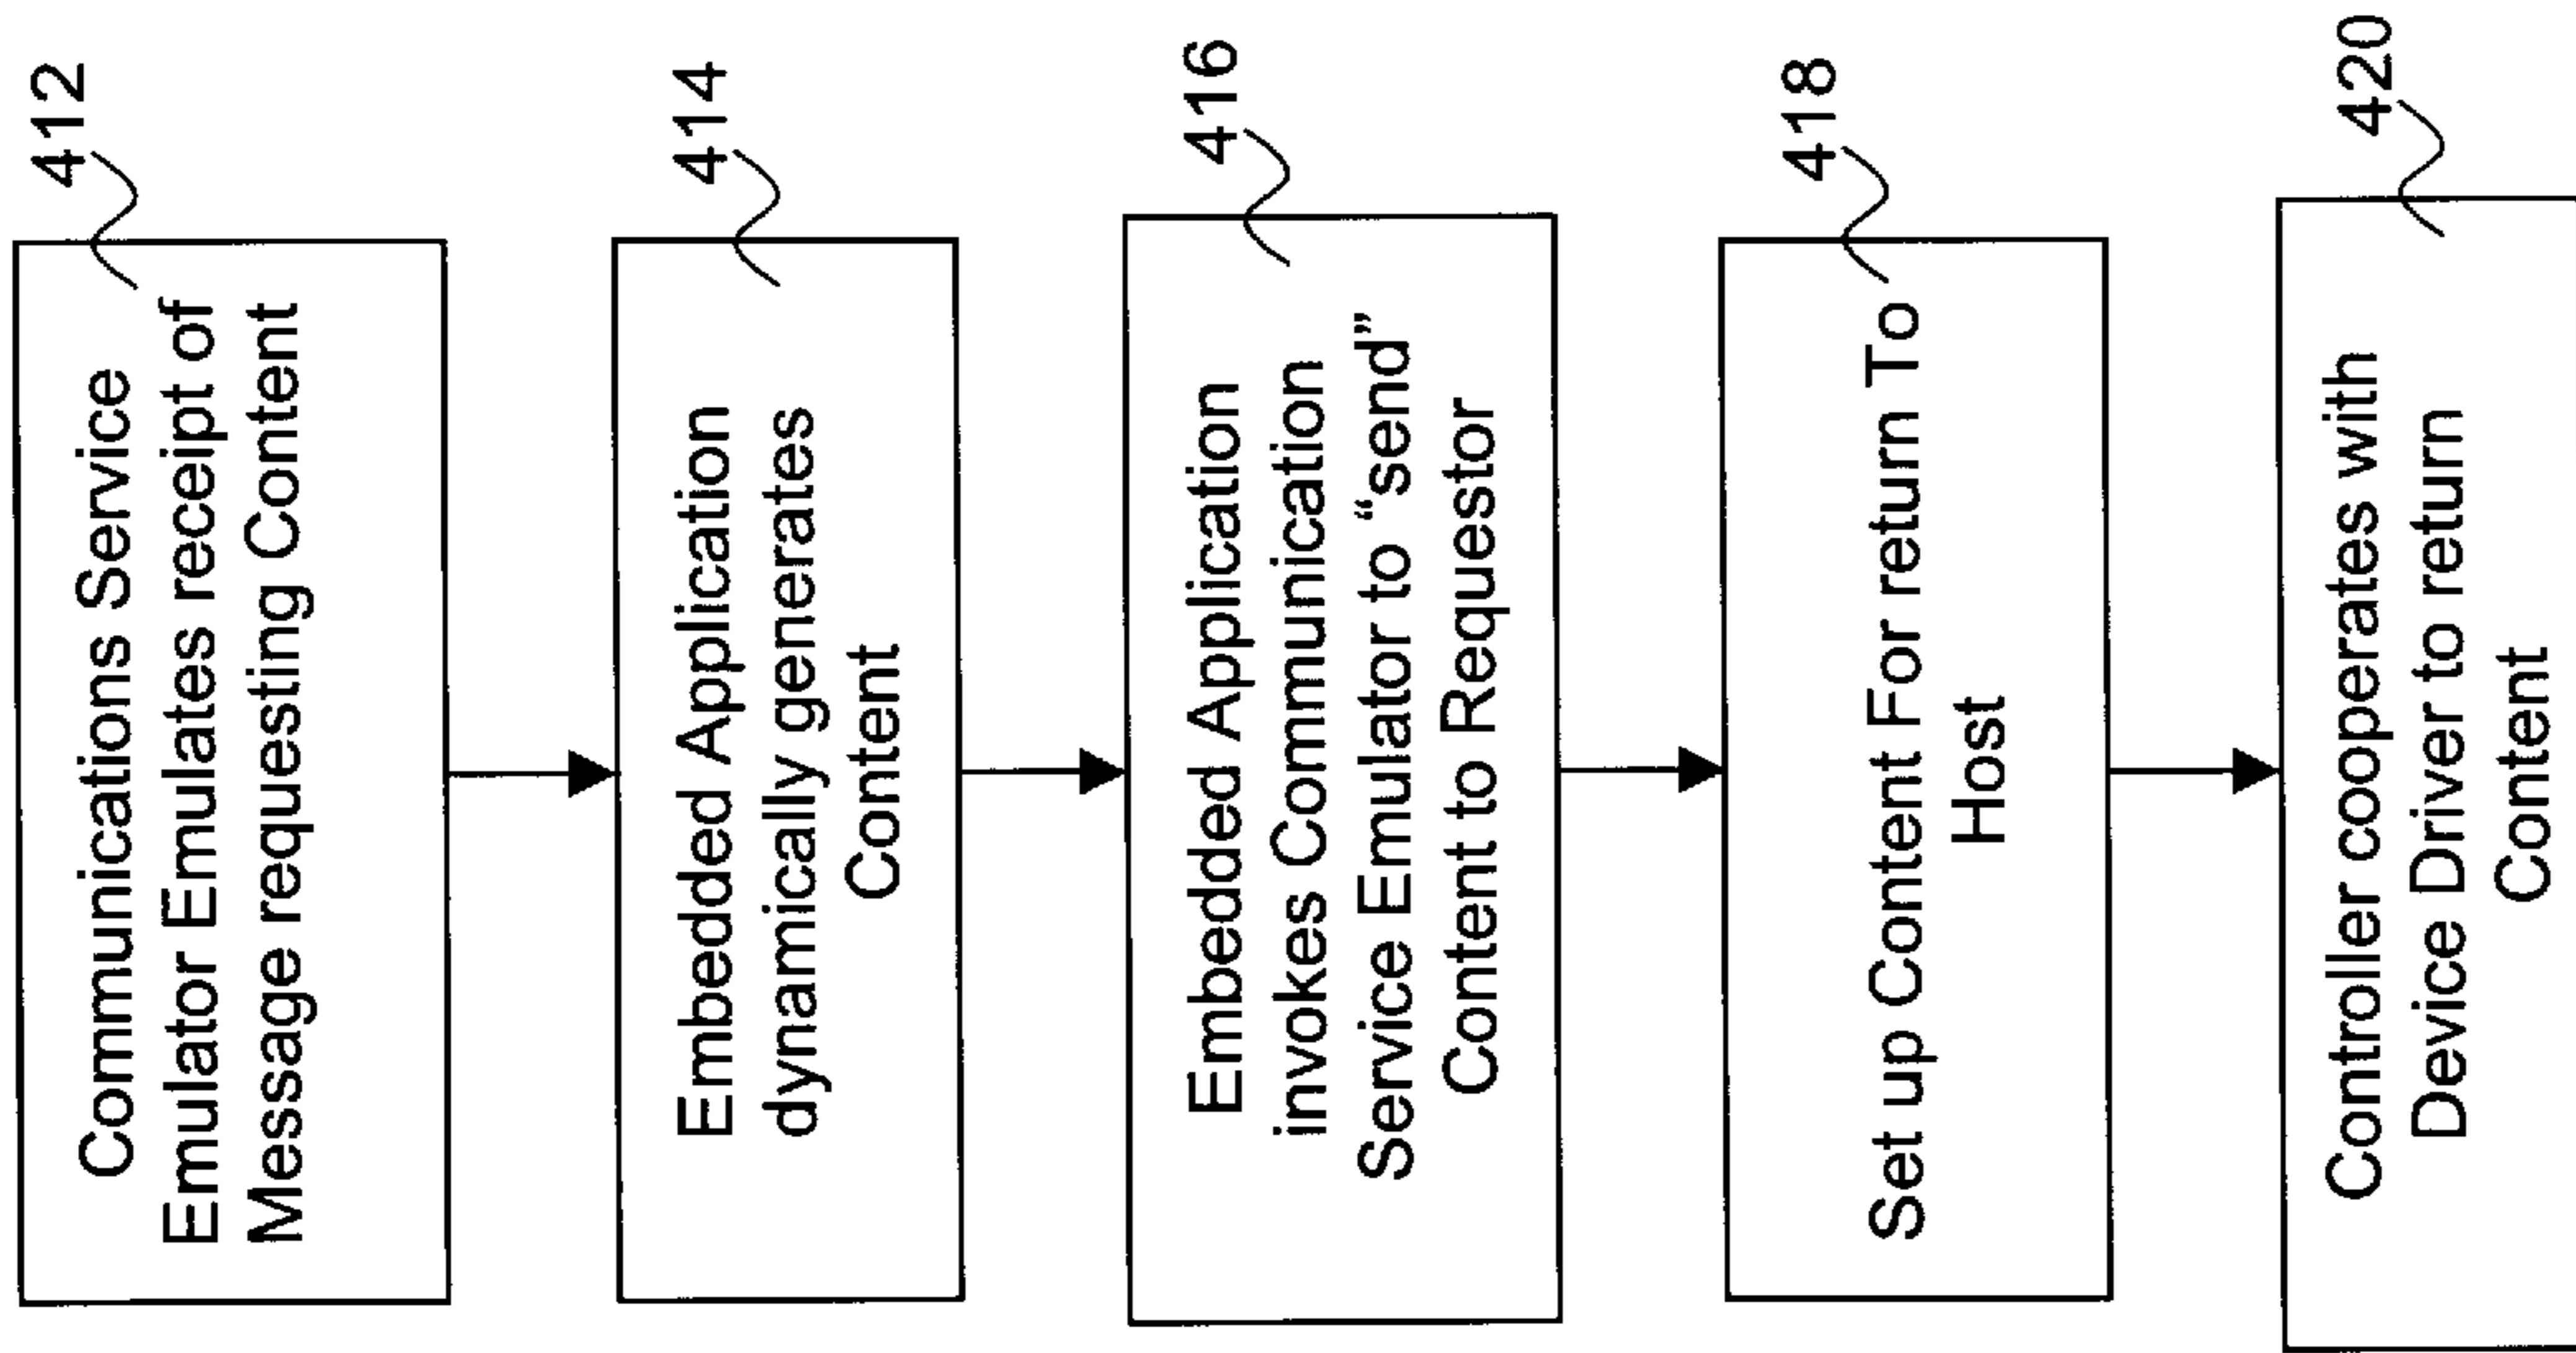 412
Communications Service
Emulator Emulates receipt of
Message requesting Content
414
Embedded Application
dynamically generates
Content
416
Embedded Application
invokes Communication
Service Emulator to “send”
Content to Requestor
418
Set up Content For return To
Host
420
Controller cooperates with
Device Driver to return
Content